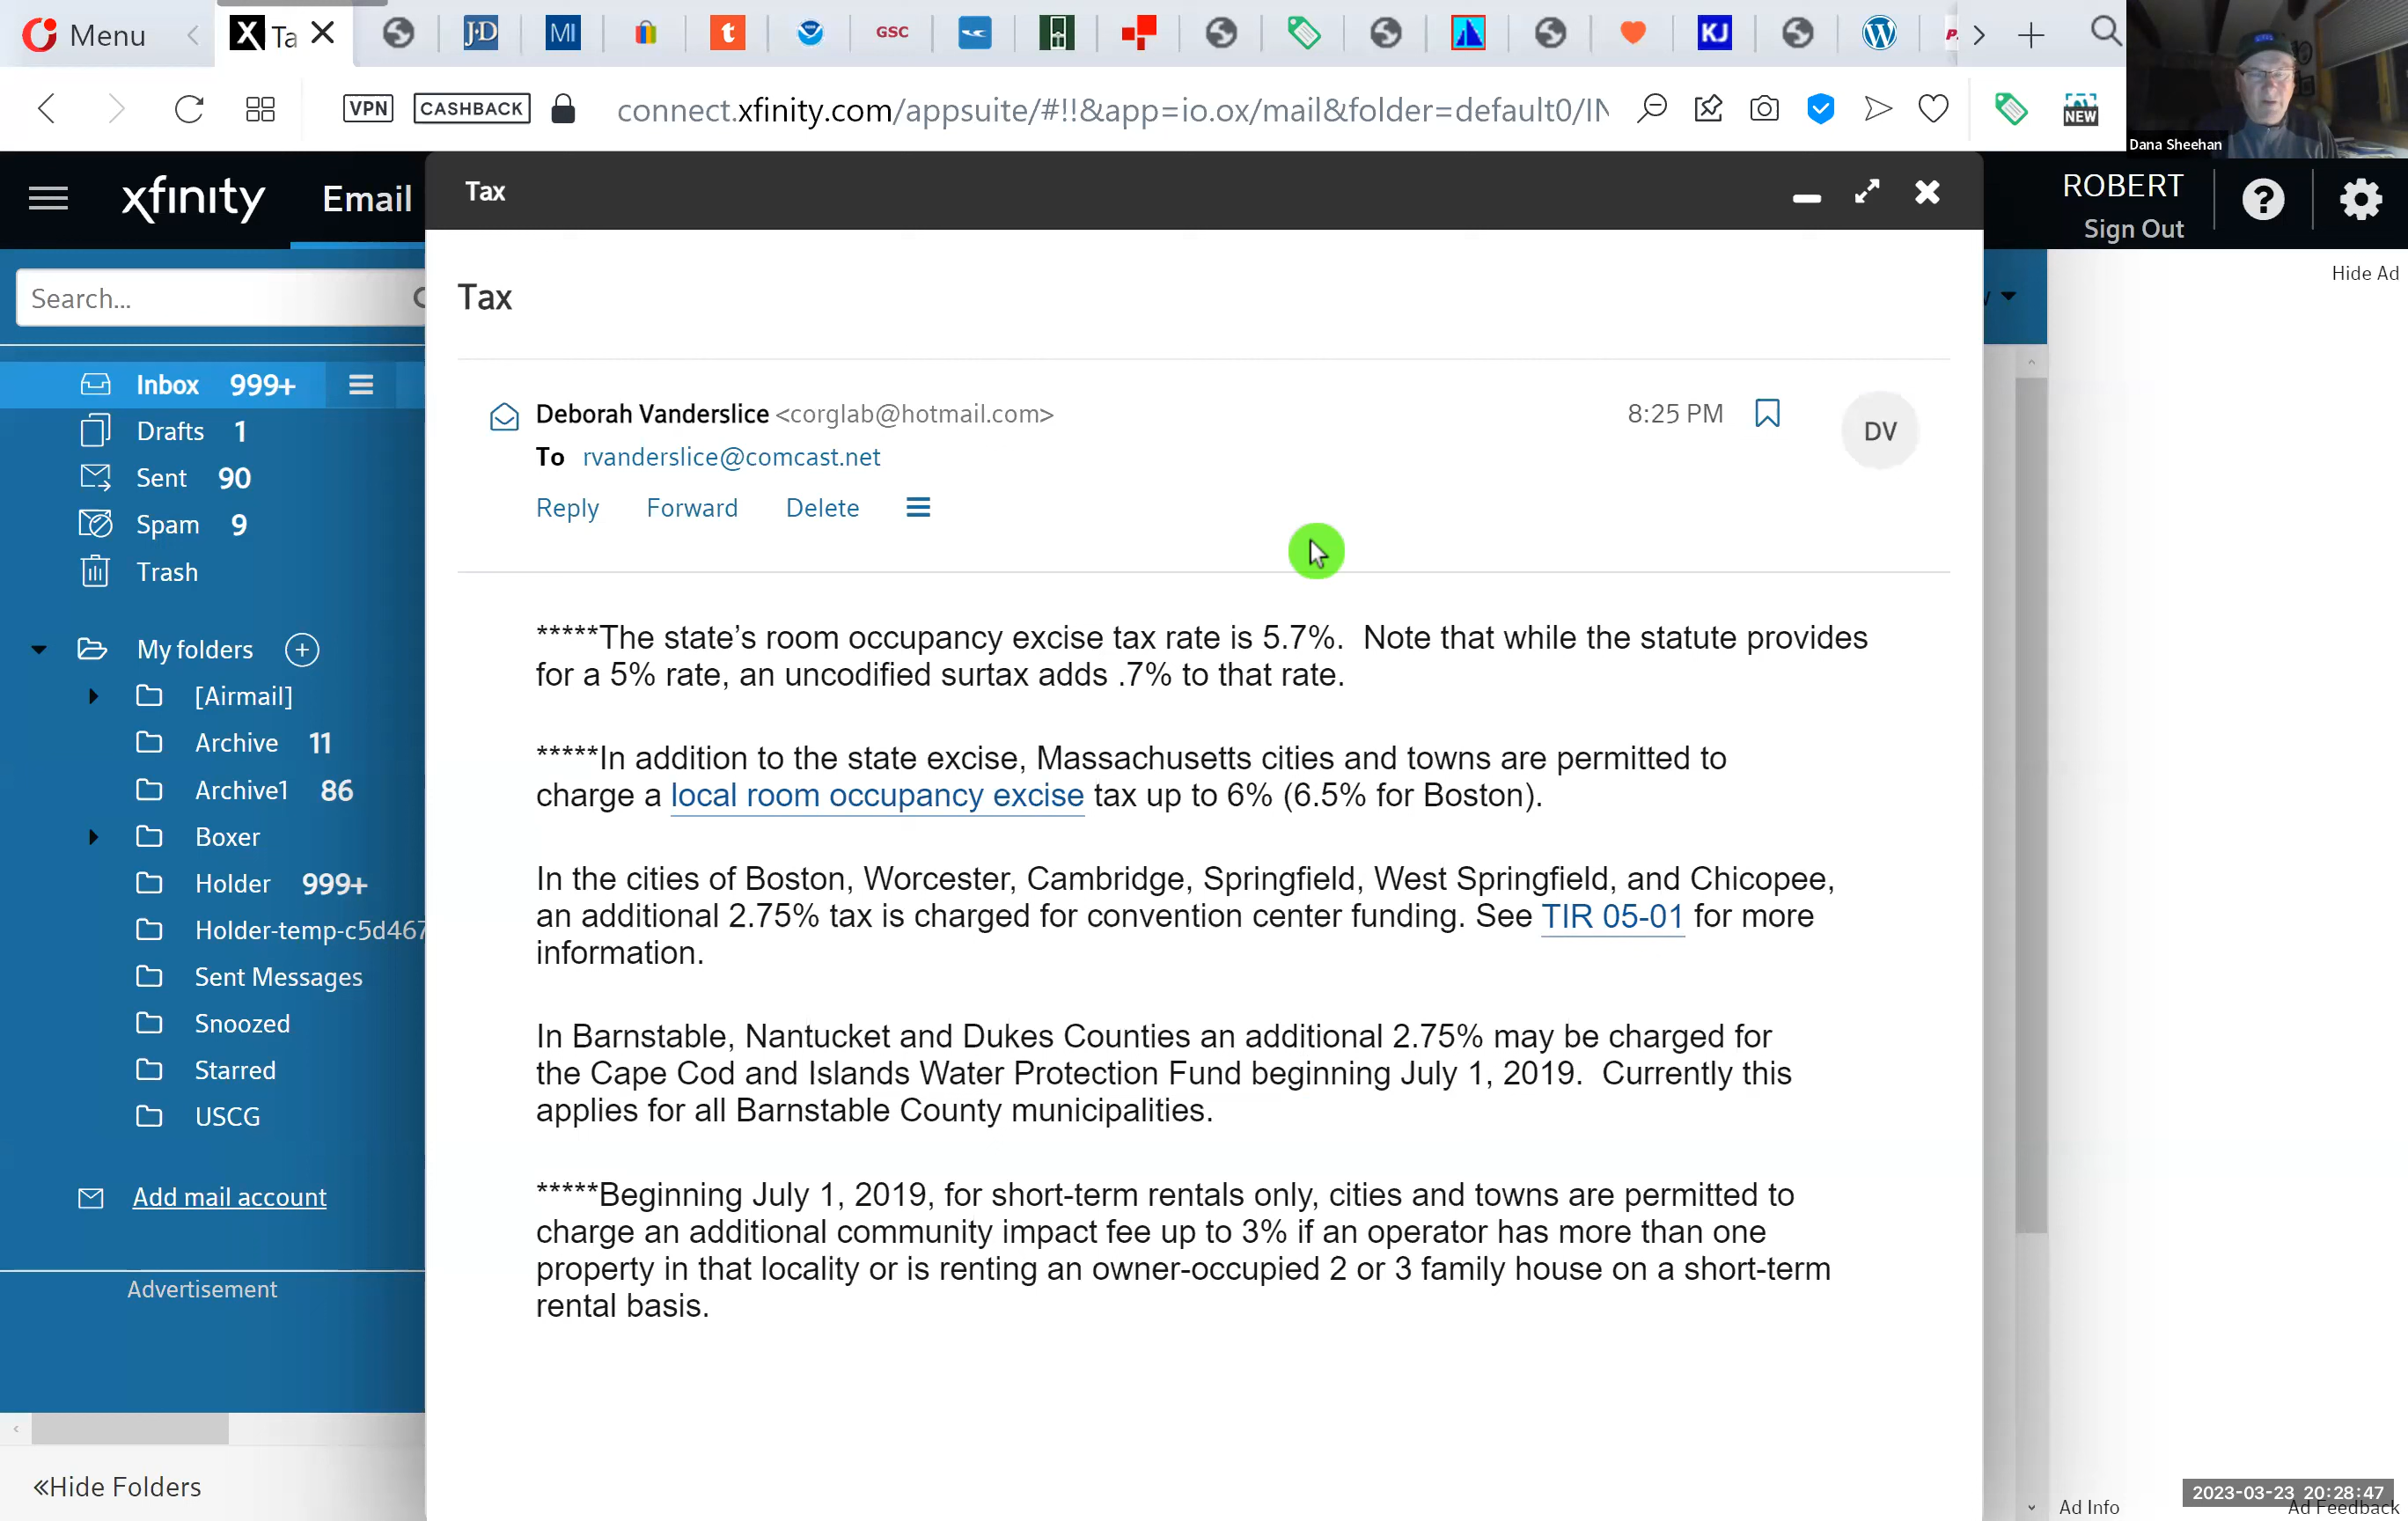 Menu
Ta
J-D
MI
t
GSC
KJ
VPN
CASHBACK
connect.xfinity.com/appsuite/#!!&app=io.ox/mail&folder=default0/IN
NEW
Dana Sheehan
xfinity
Email
Tax
ROBERT
Sign Out
Search...
Hide Ad
Tax
Inbox 999+
Drafts 1
Sent 90
Spam 9
Trash
My folders
[Airmail]
Archive 11
Archive1 86
Boxer
Holder 999+
Holder-temp-c5d467
Sent Messages
Snoozed
Starred
USCG
Add mail account
Advertisement
«Hide Folders
Deborah Vanderslice <corglab@hotmail.com>
8:25 PM
DV
To rvanderslice@comcast.net
Reply Forward Delete
*****The state’s room occupancy excise tax rate is 5.7%.  Note that while the statute provides
for a 5% rate, an uncodified surtax adds .7% to that rate.
*****In addition to the state excise, Massachusetts cities and towns are permitted to
charge a local room occupancy excise tax up to 6% (6.5% for Boston).
In the cities of Boston, Worcester, Cambridge, Springfield, West Springfield, and Chicopee,
an additional 2.75% tax is charged for convention center funding. See TIR 05-01 for more
information.
In Barnstable, Nantucket and Dukes Counties an additional 2.75% may be charged for
the Cape Cod and Islands Water Protection Fund beginning July 1, 2019.  Currently this
applies for all Barnstable County municipalities.
*****Beginning July 1, 2019, for short-term rentals only, cities and towns are permitted to
charge an additional community impact fee up to 3% if an operator has more than one
property in that locality or is renting an owner-occupied 2 or 3 family house on a short-term
rental basis.
2023-03-23 20:28:47
Ad Info
Ad Feedback